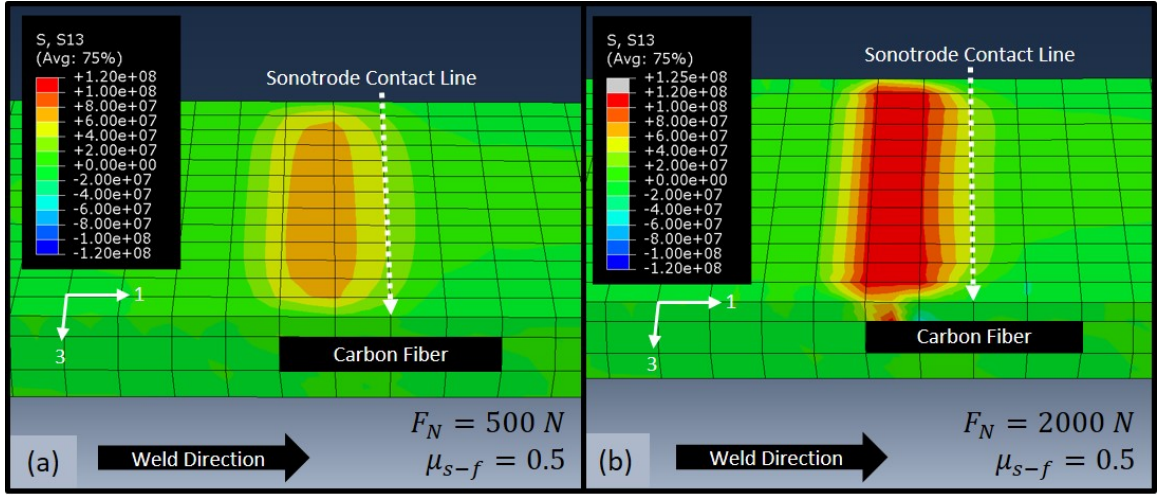 S, S13
(Avg: 75%)
+1.20e+08
+1.00e+08
+8.00e+07
+6.00e+07
+4.00e+07
+2.00e+07
+0.00e+00
-2.00e+07
-4.00e+07
-6.00e+07
-8.00e+07
-1.00e+08
-1.20e+08
Sonotrode Contact Line
1
3
Carbon Fiber
(a)
Weld Direction
F_N = 500 N
μ_{s-f} = 0.5
S, S13
(Avg: 75%)
+1.25e+08
+1.20e+08
+1.00e+08
+8.00e+07
+6.00e+07
+4.00e+07
+2.00e+07
+0.00e+00
-2.00e+07
-4.00e+07
-6.00e+07
-8.00e+07
-1.00e+08
-1.20e+08
Sonotrode Contact Line
1
3
Carbon Fiber
(b)
Weld Direction
F_N = 2000 N
μ_{s-f} = 0.5